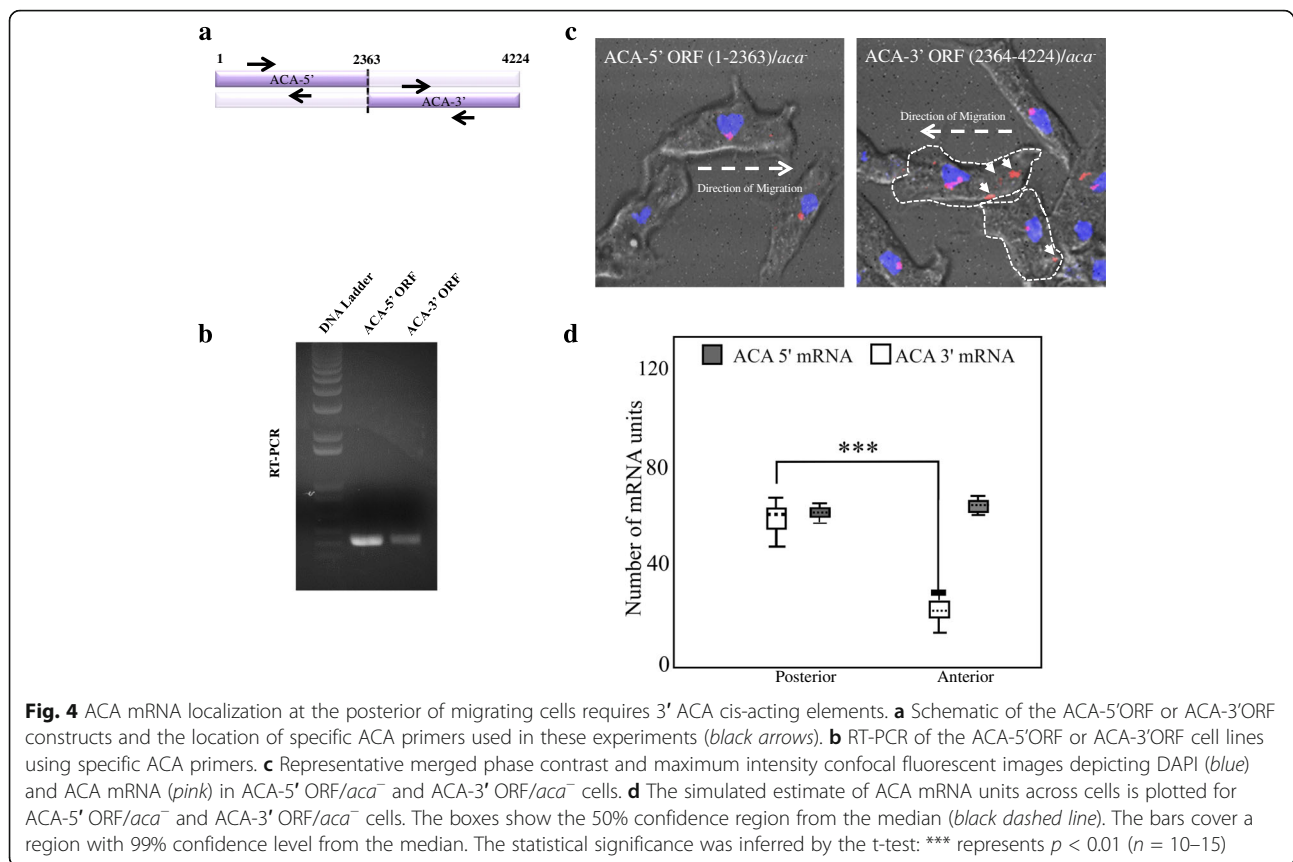 a
1
2363
4224
ACA-5'
ACA-3'
b
DNA Ladder
ACA-5' ORF
ACA-3' ORF
RT-PCR
c
ACA-5' ORF (1-2363)/aca-
Direction of Migration
ACA-3' ORF (2364-4224)/aca-
Direction of Migration
d
ACA 5' mRNA
ACA 3' mRNA
Number of mRNA units
120
80
40
0
***
Posterior
Anterior
Fig. 4 ACA mRNA localization at the posterior of migrating cells requires 3′ ACA cis-acting elements. a Schematic of the ACA-5′ORF or ACA-3′ORF
constructs and the location of specific ACA primers used in these experiments (black arrows). b RT-PCR of the ACA-5′ORF or ACA-3′ORF cell lines
using specific ACA primers. c Representative merged phase contrast and maximum intensity confocal fluorescent images depicting DAPI (blue)
and ACA mRNA (pink) in ACA-5′ ORF/aca− and ACA-3′ ORF/aca− cells. d The simulated estimate of ACA mRNA units across cells is plotted for
ACA-5′ ORF/aca− and ACA-3′ ORF/aca− cells. The boxes show the 50% confidence region from the median (black dashed line). The bars cover a
region with 99% confidence level from the median. The statistical significance was inferred by the t-test: *** represents p < 0.01 (n = 10–15)